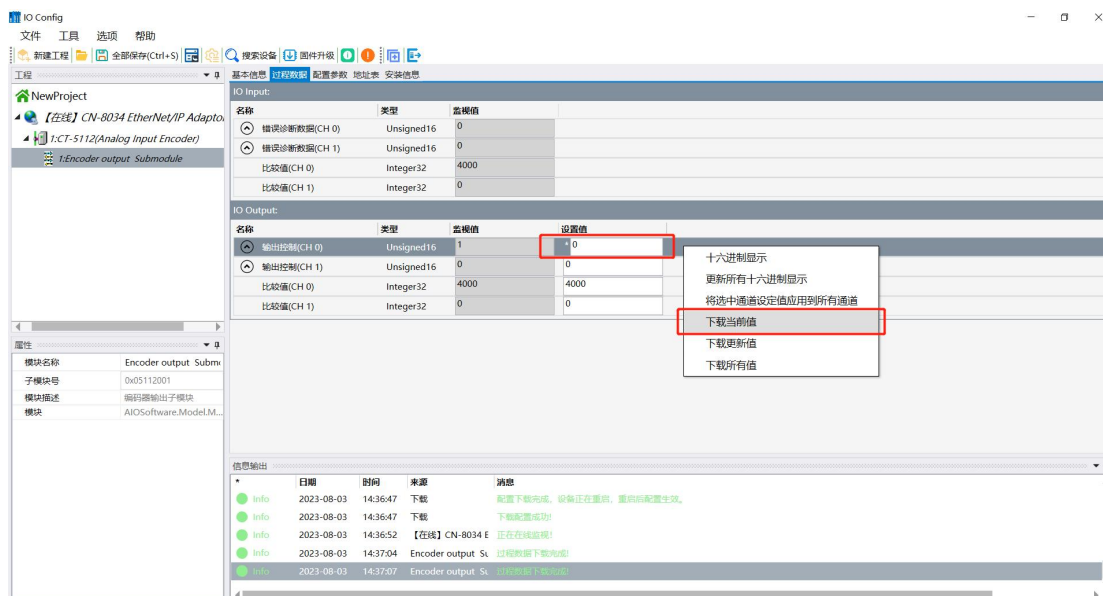 IO Config
文件 工具 选项 帮助
新建工程 全部保存(Ctrl+S) 搜索设备 固件升级
工程
基本信息 过程数据 配置参数 地址表 安装信息
NewProject
【在线】CN-8034 EtherNet/IP Adapto
1:CT-5112(Analog Input Encoder)
1:Encoder output Submodule
IO Input:
名称 类型 监视值
错误诊断数据(CH 0) Unsigned16 0
错误诊断数据(CH 1) Unsigned16 0
比较值(CH 0) Integer32 4000
比较值(CH 1) Integer32 0
IO Output:
名称 类型 监视值 设置值
输出控制(CH 0) Unsigned16 1 * 0
输出控制(CH 1) Unsigned16 0 0
比较值(CH 0) Integer32 4000 4000
比较值(CH 1) Integer32 0 0
十六进制显示
更新所有十六进制显示
将选中通道设定值应用到所有通道
下载当前值
下载更新值
下载所有值
属性
模块名称 Encoder output Subm
子模块号 0x05112001
模块描述 编码器输出子模块
模块 AIOSoftware.Model.M...
信息输出
* 日期 时间 来源 消息
Info 2023-08-03 14:36:47 下载 配置下载完成，设备正在重启，重启后配置生效。
Info 2023-08-03 14:36:47 下载 下载配置成功!
Info 2023-08-03 14:36:52 【在线】CN-8034 E 正在在线监视!
Info 2023-08-03 14:37:04 Encoder output Su 过程数据下载完成!
Info 2023-08-03 14:37:07 Encoder output Su 过程数据下载完成!